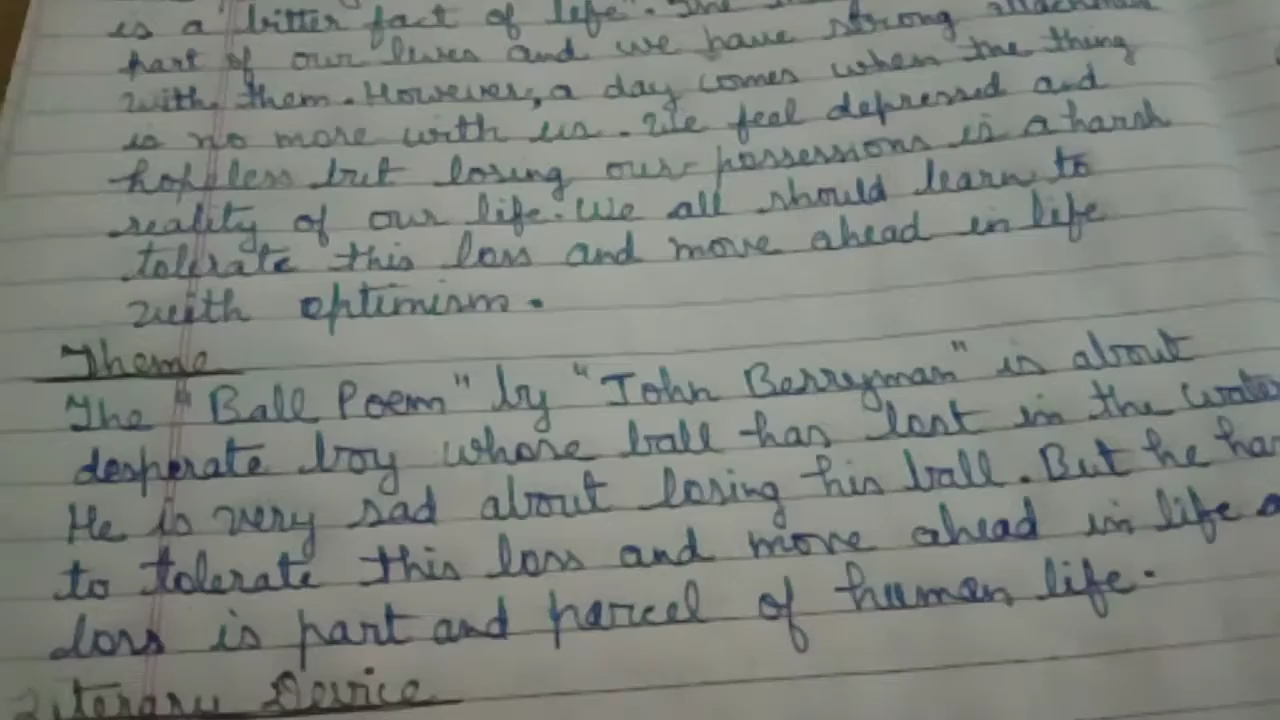 is a "bitter fact of life". The
part of our lives and we have strong
with them. However, a day comes when the thing
is no more with us. We feel depressed and
hopeless but losing our possessions is a harsh
reality of our life. We all should learn to
tolerate this loss and move ahead in life
with optimism.
Theme
The "Ball Poem" by "John Berryman" is about
desperate boy whose ball has lost in the
He is very sad about losing his ball. But he
to tolerate this loss and move ahead in life
loss is part and parcel of human life.
Literary Device